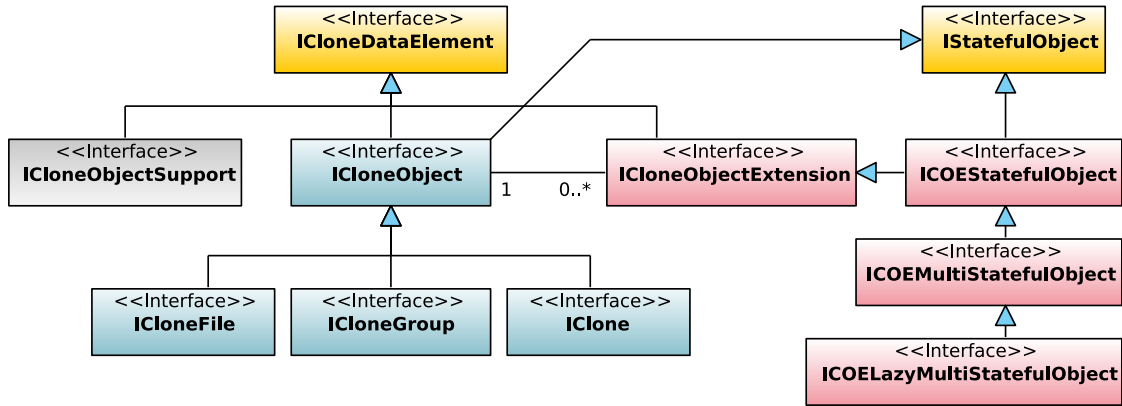 <<Interface>>
ICloneDataElement
<<Interface>>
IStatefulObject
<<Interface>>
ICloneObjectSupport
<<Interface>>
ICloneObject
1
0..*
<<Interface>>
ICloneObjectExtension
<<Interface>>
ICOEStatefulObject
<<Interface>>
ICOEMultiStatefulObject
<<Interface>>
ICloneFile
<<Interface>>
ICloneGroup
<<Interface>>
IClone
<<Interface>>
ICOELazyMultiStatefulObject